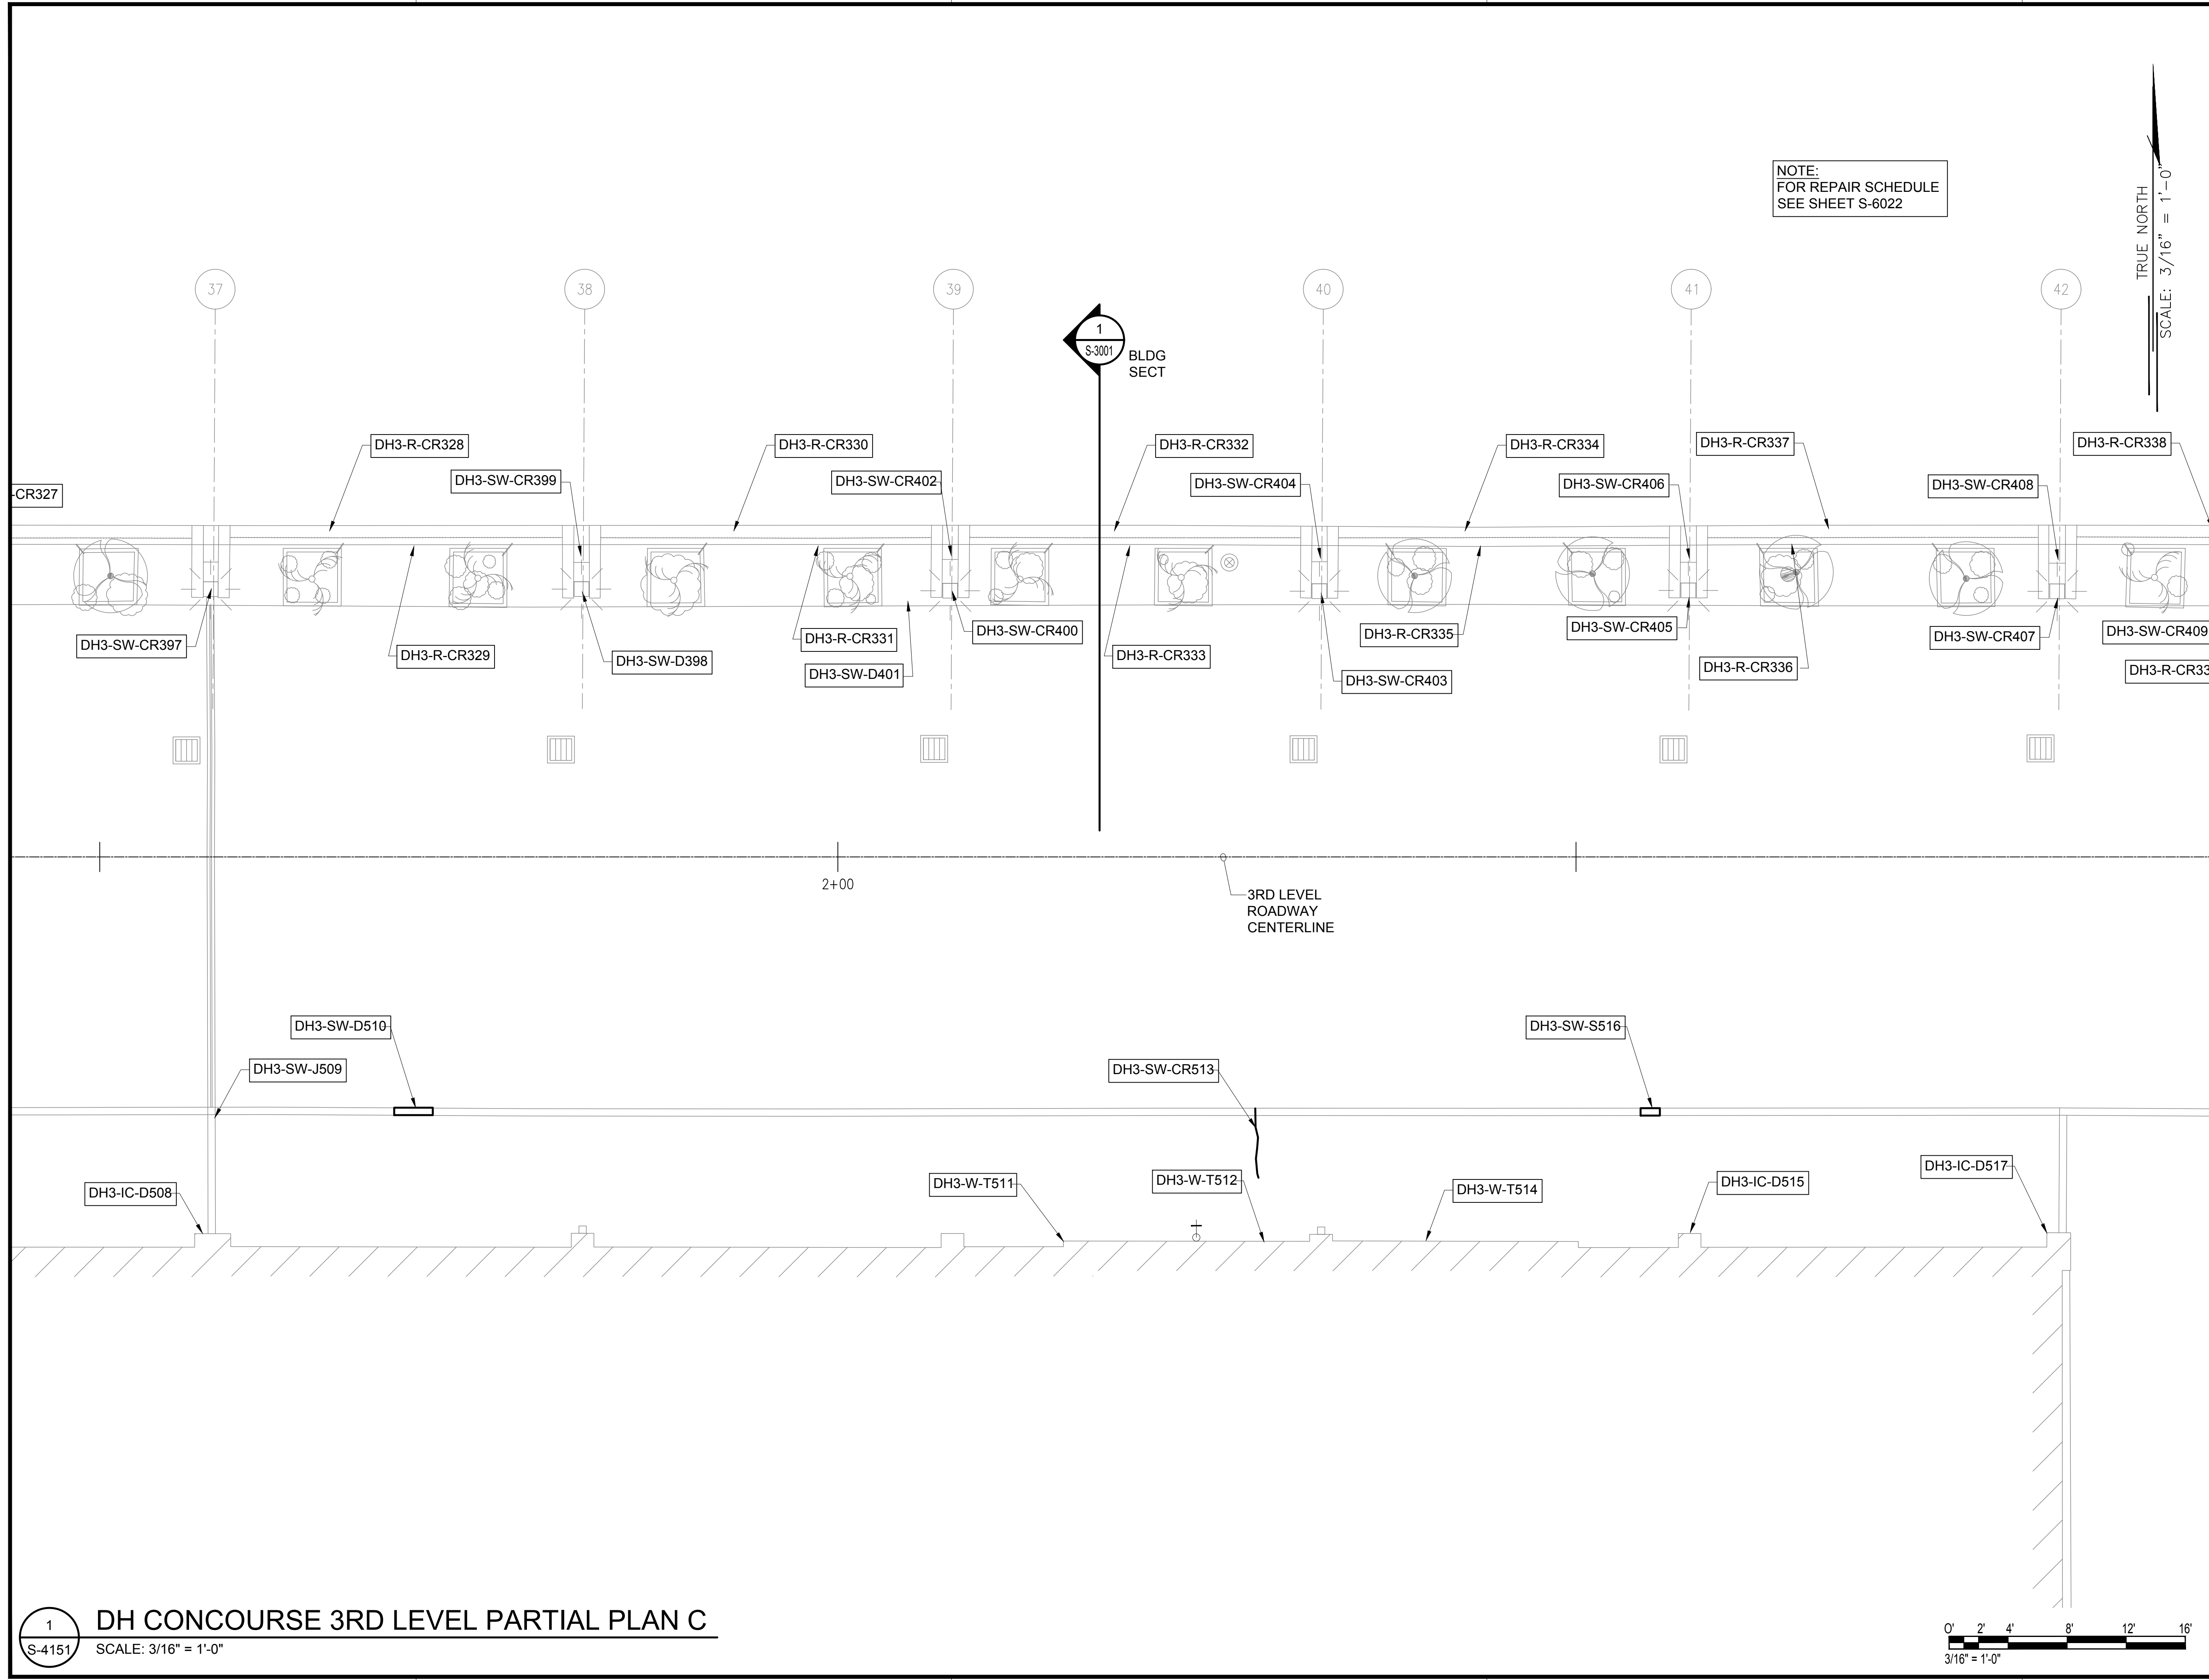 NOTE:
FOR REPAIR SCHEDULE
SEE SHEET S-6022
TRUE NORTH
SCALE: 3/16" = 1'-0"
37
38
39
40
41
42
1
S-3001
BLDG
SECT
DH3-R-CR328
DH3-R-CR330
DH3-R-CR332
DH3-R-CR334
DH3-R-CR337
DH3-R-CR338
-CR327
DH3-SW-CR399
DH3-SW-CR402
DH3-SW-CR404
DH3-SW-CR406
DH3-SW-CR408
DH3-SW-CR397
DH3-R-CR329
DH3-SW-D398
DH3-R-CR331
DH3-SW-D401
DH3-SW-CR400
DH3-R-CR333
DH3-R-CR335
DH3-SW-CR403
DH3-SW-CR405
DH3-R-CR336
DH3-SW-CR407
DH3-SW-CR409
DH3-R-CR33
2+00
3RD LEVEL
ROADWAY
CENTERLINE
DH3-SW-D510
DH3-SW-J509
DH3-SW-CR513
DH3-SW-S516
DH3-IC-D508
DH3-W-T511
DH3-W-T512
DH3-W-T514
DH3-IC-D515
DH3-IC-D517
1
S-4151
DH CONCOURSE 3RD LEVEL PARTIAL PLAN C
SCALE: 3/16" = 1'-0"
0' 2' 4' 8' 12' 16'
3/16" = 1'-0"